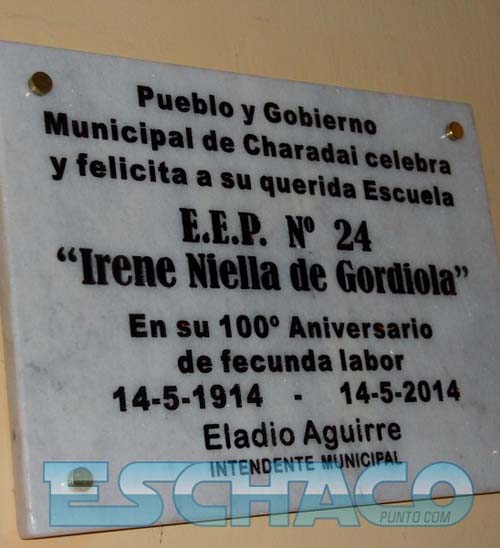 Pueblo y Gobierno
Municipal de Charadai celebra
y felicita a su querida Escuela
E.E.P. Nº 24
“Irene Niella de Gordiola”
En su 100º Aniversario
de fecunda labor
14-5-1914 - 14-5-2014
Eladio Aguirre
INTENDENTE MUNICIPAL
ESCHACO
PUNTO COM